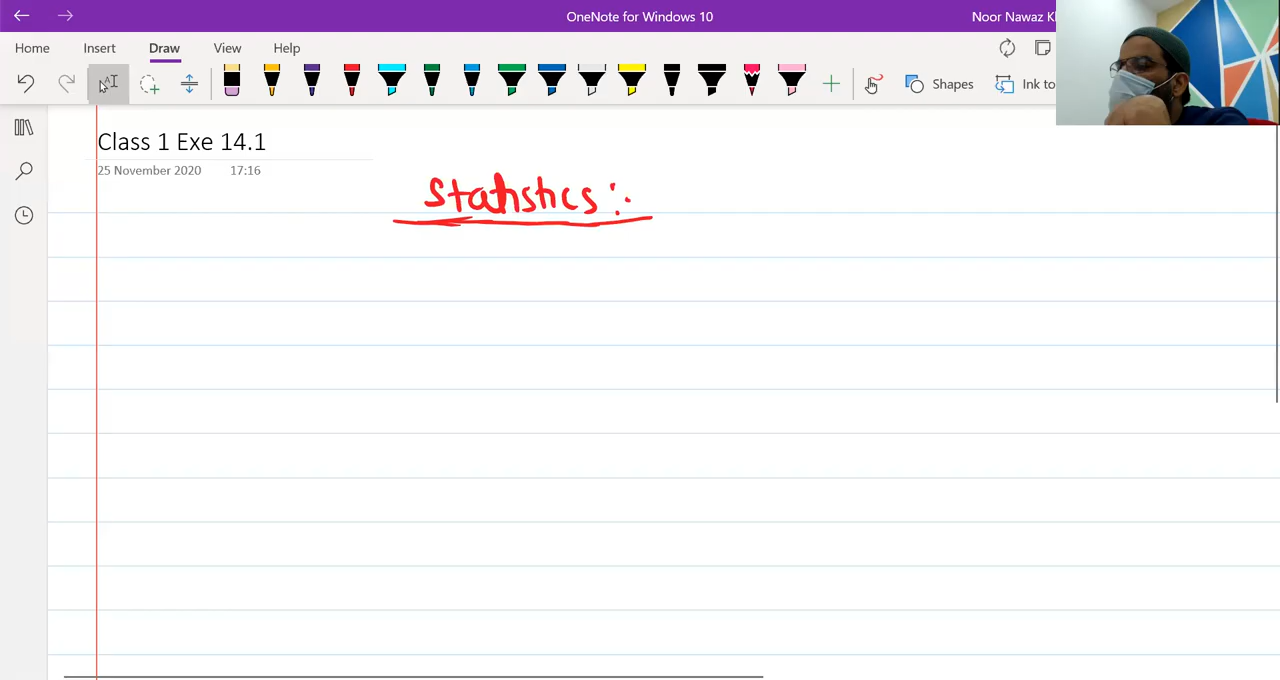 OneNote for Windows 10
Noor Nawaz
Home Insert Draw View Help
Shapes Ink to
Class 1 Exe 14.1
25 November 2020 17:16
Statistics :-